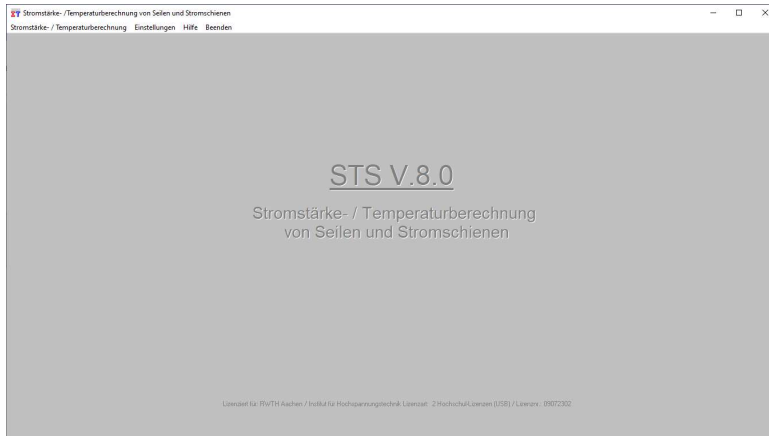 Stromstärke- /Temperaturberechnung von Seilen und Stromschienen
Stromstärke- / Temperaturberechnung Einstellungen Hilfe Beenden
STS V.8.0
Stromstärke- / Temperaturberechnung
von Seilen und Stromschienen
Lizenziert für: RWTH Aachen / Institut für Hochspannungstechnik Lizenzart: 2 Hochschul-Lizenzen (USB) / Lizenznr.: 09072302